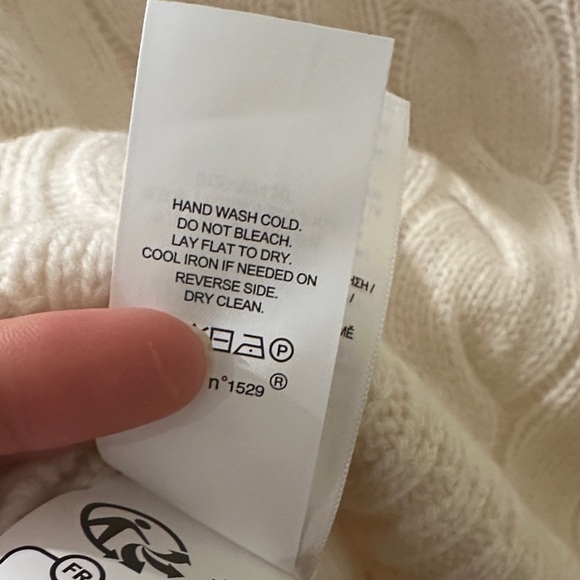 HAND WASH COLD.
DO NOT BLEACH.
LAY FLAT TO DRY.
COOL IRON IF NEEDED ON
REVERSE SIDE.
DRY CLEAN.
P
n°1529 ®
FR